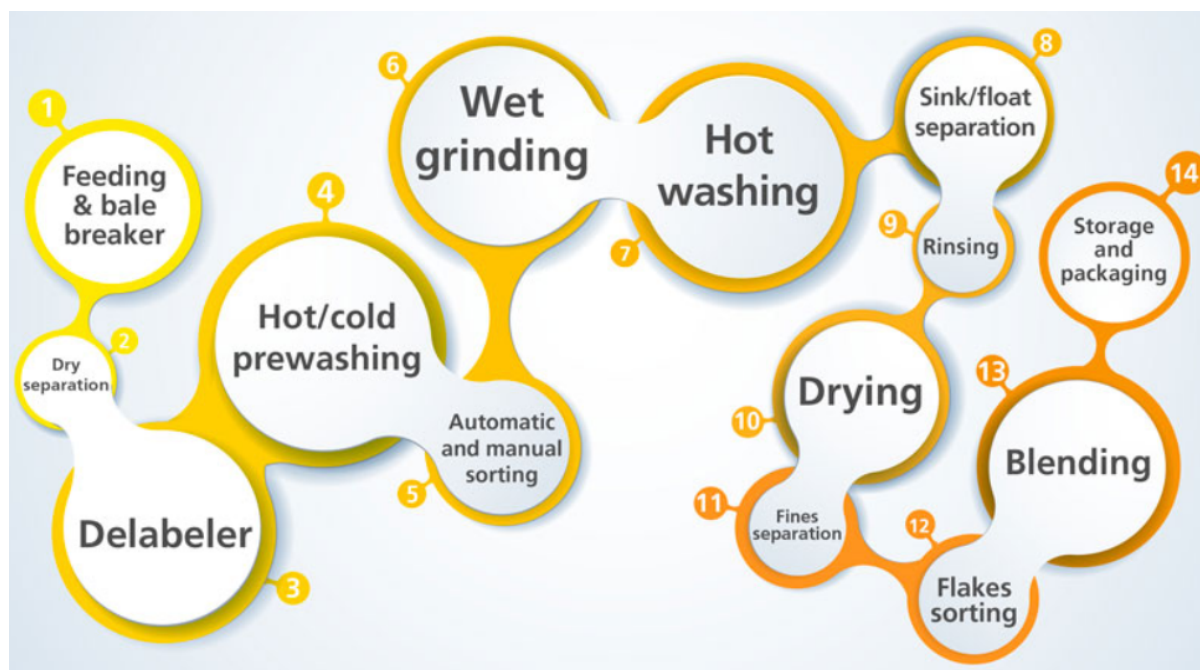 1
Feeding
& bale
breaker
2
Dry
separation
3
Delabeler
4
Hot/cold
prewashing
5
Automatic
and manual
sorting
6
Wet
grinding
7
Hot
washing
8
Sink/float
separation
9
Rinsing
10
Drying
11
Fines
separation
12
Flakes
sorting
13
Blending
14
Storage
and
packaging